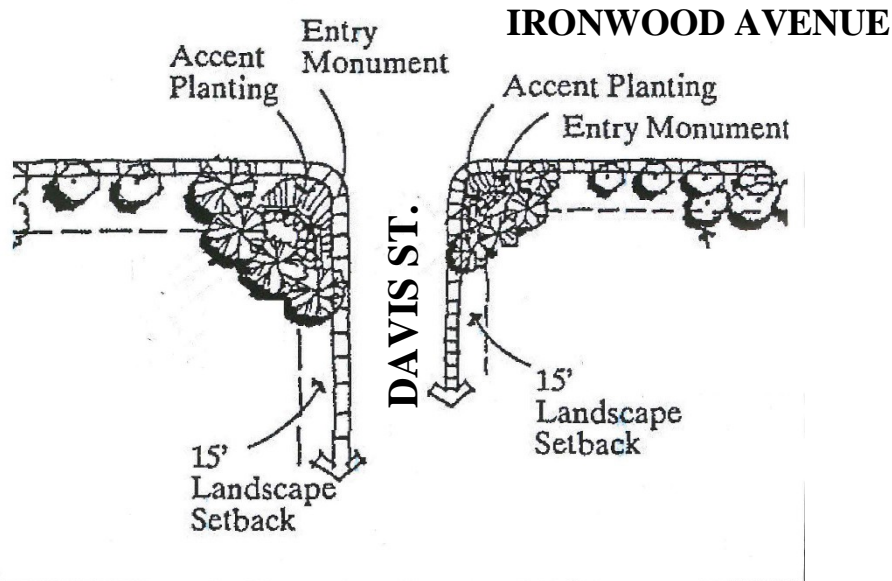 IRONWOOD AVENUE
Entry
Monument
Accent
Planting
Accent Planting
Entry Monument
DAVIS ST.
15'
Landscape
Setback
15'
Landscape
Setback